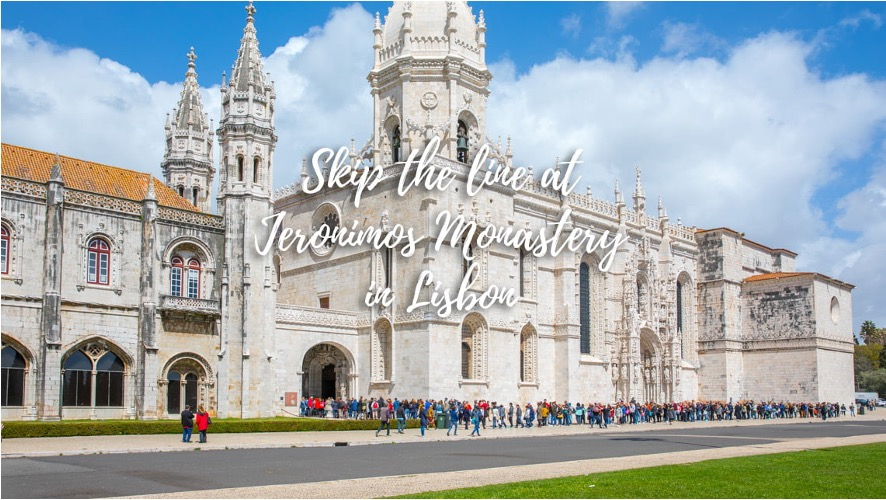 Skip the line at
Jeronimos Monastery
in Lisbon